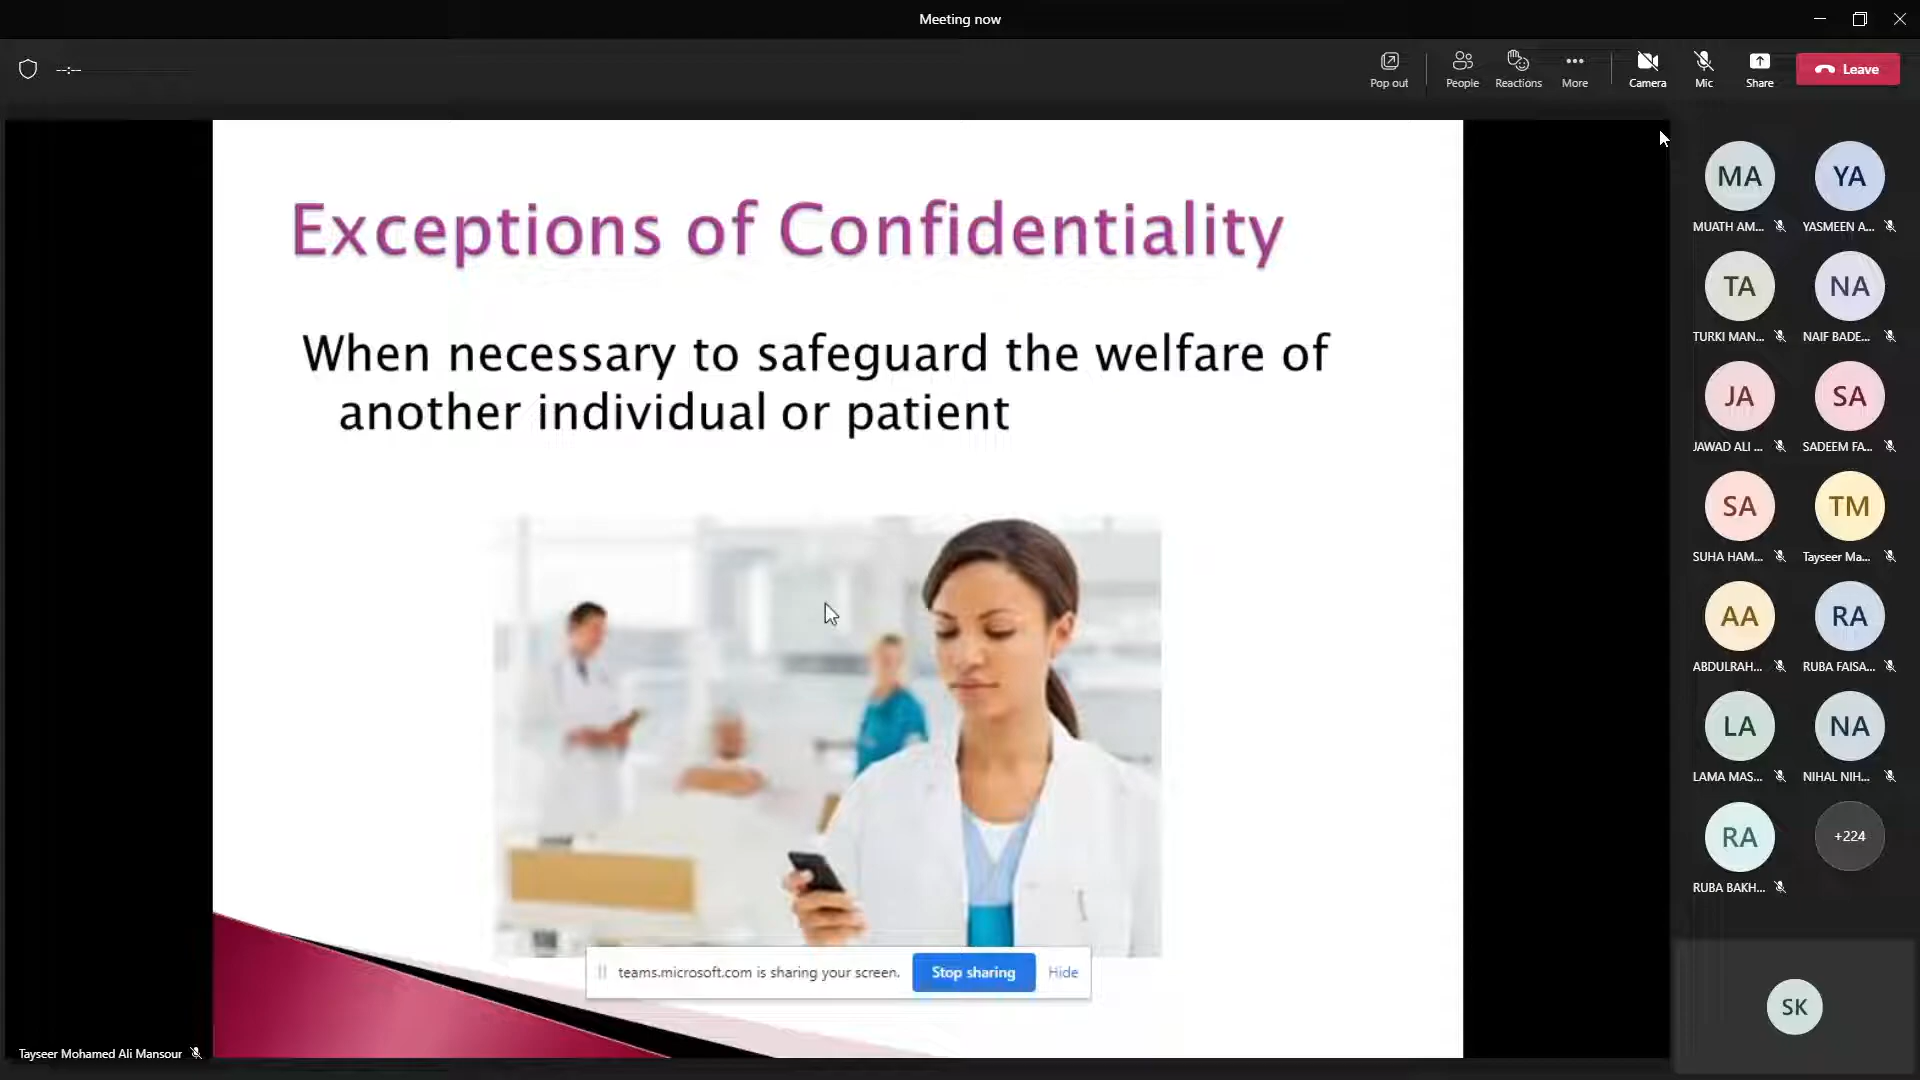 Meeting now
--:--
Pop out
People
Reactions
More
Camera
Mic
Share
Leave
Exceptions of Confidentiality
When necessary to safeguard the welfare of
another individual or patient
teams.microsoft.com is sharing your screen.
Stop sharing
Hide
Tayseer Mohamed Ali Mansour
MA
YA
MUATH AM...
YASMEEN A...
TA
NA
TURKI MAN...
NAIF BADE...
JA
SA
JAWAD ALI ...
SADEEM FA...
SA
TM
SUHA HAM...
Tayseer Ma...
AA
RA
ABDULRAH...
RUBA FAISA...
LA
NA
LAMA MAS...
NIHAL NIH...
RA
+224
RUBA BAKH...
SK